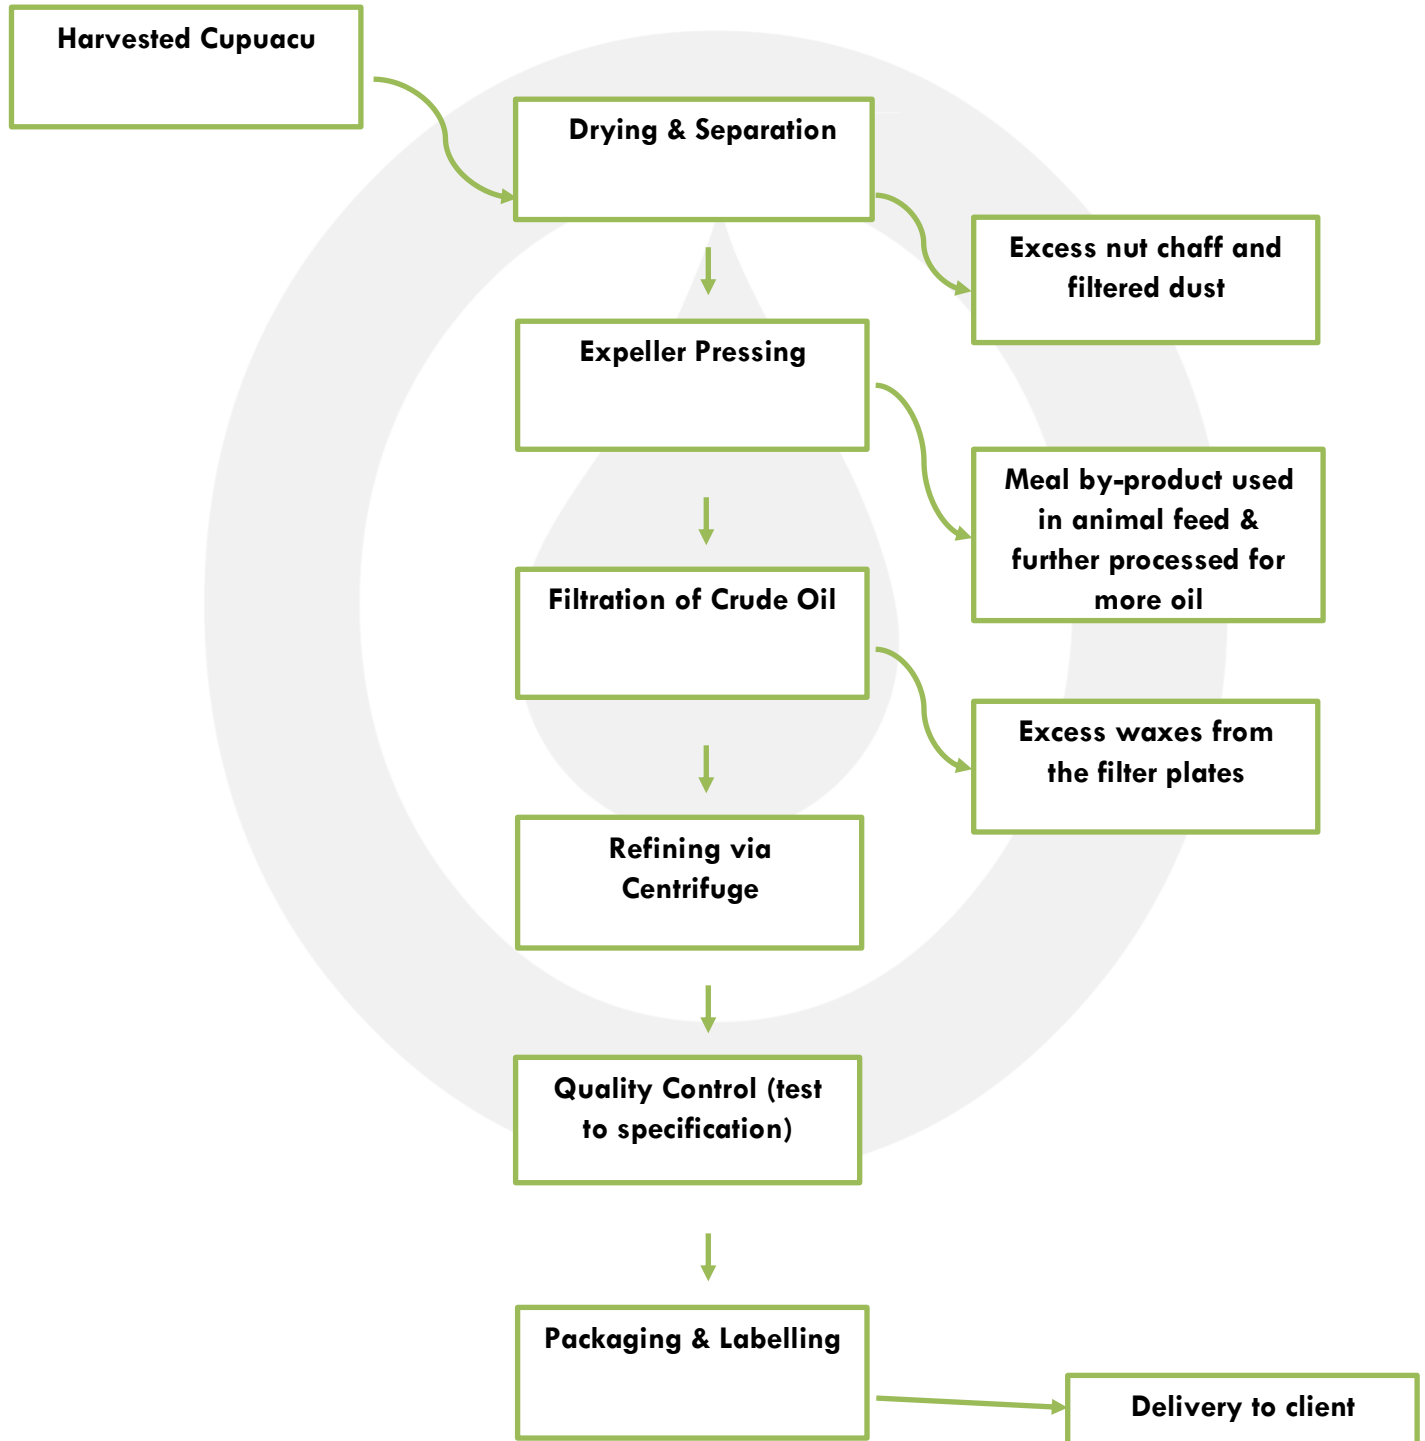 Harvested Cupuacu
Drying & Separation
Excess nut chaff and
filtered dust
Expeller Pressing
Meal by-product used
in animal feed &
further processed for
more oil
Filtration of Crude Oil
Excess waxes from
the filter plates
Refining via
Centrifuge
Quality Control (test
to specification)
Packaging & Labelling
Delivery to client